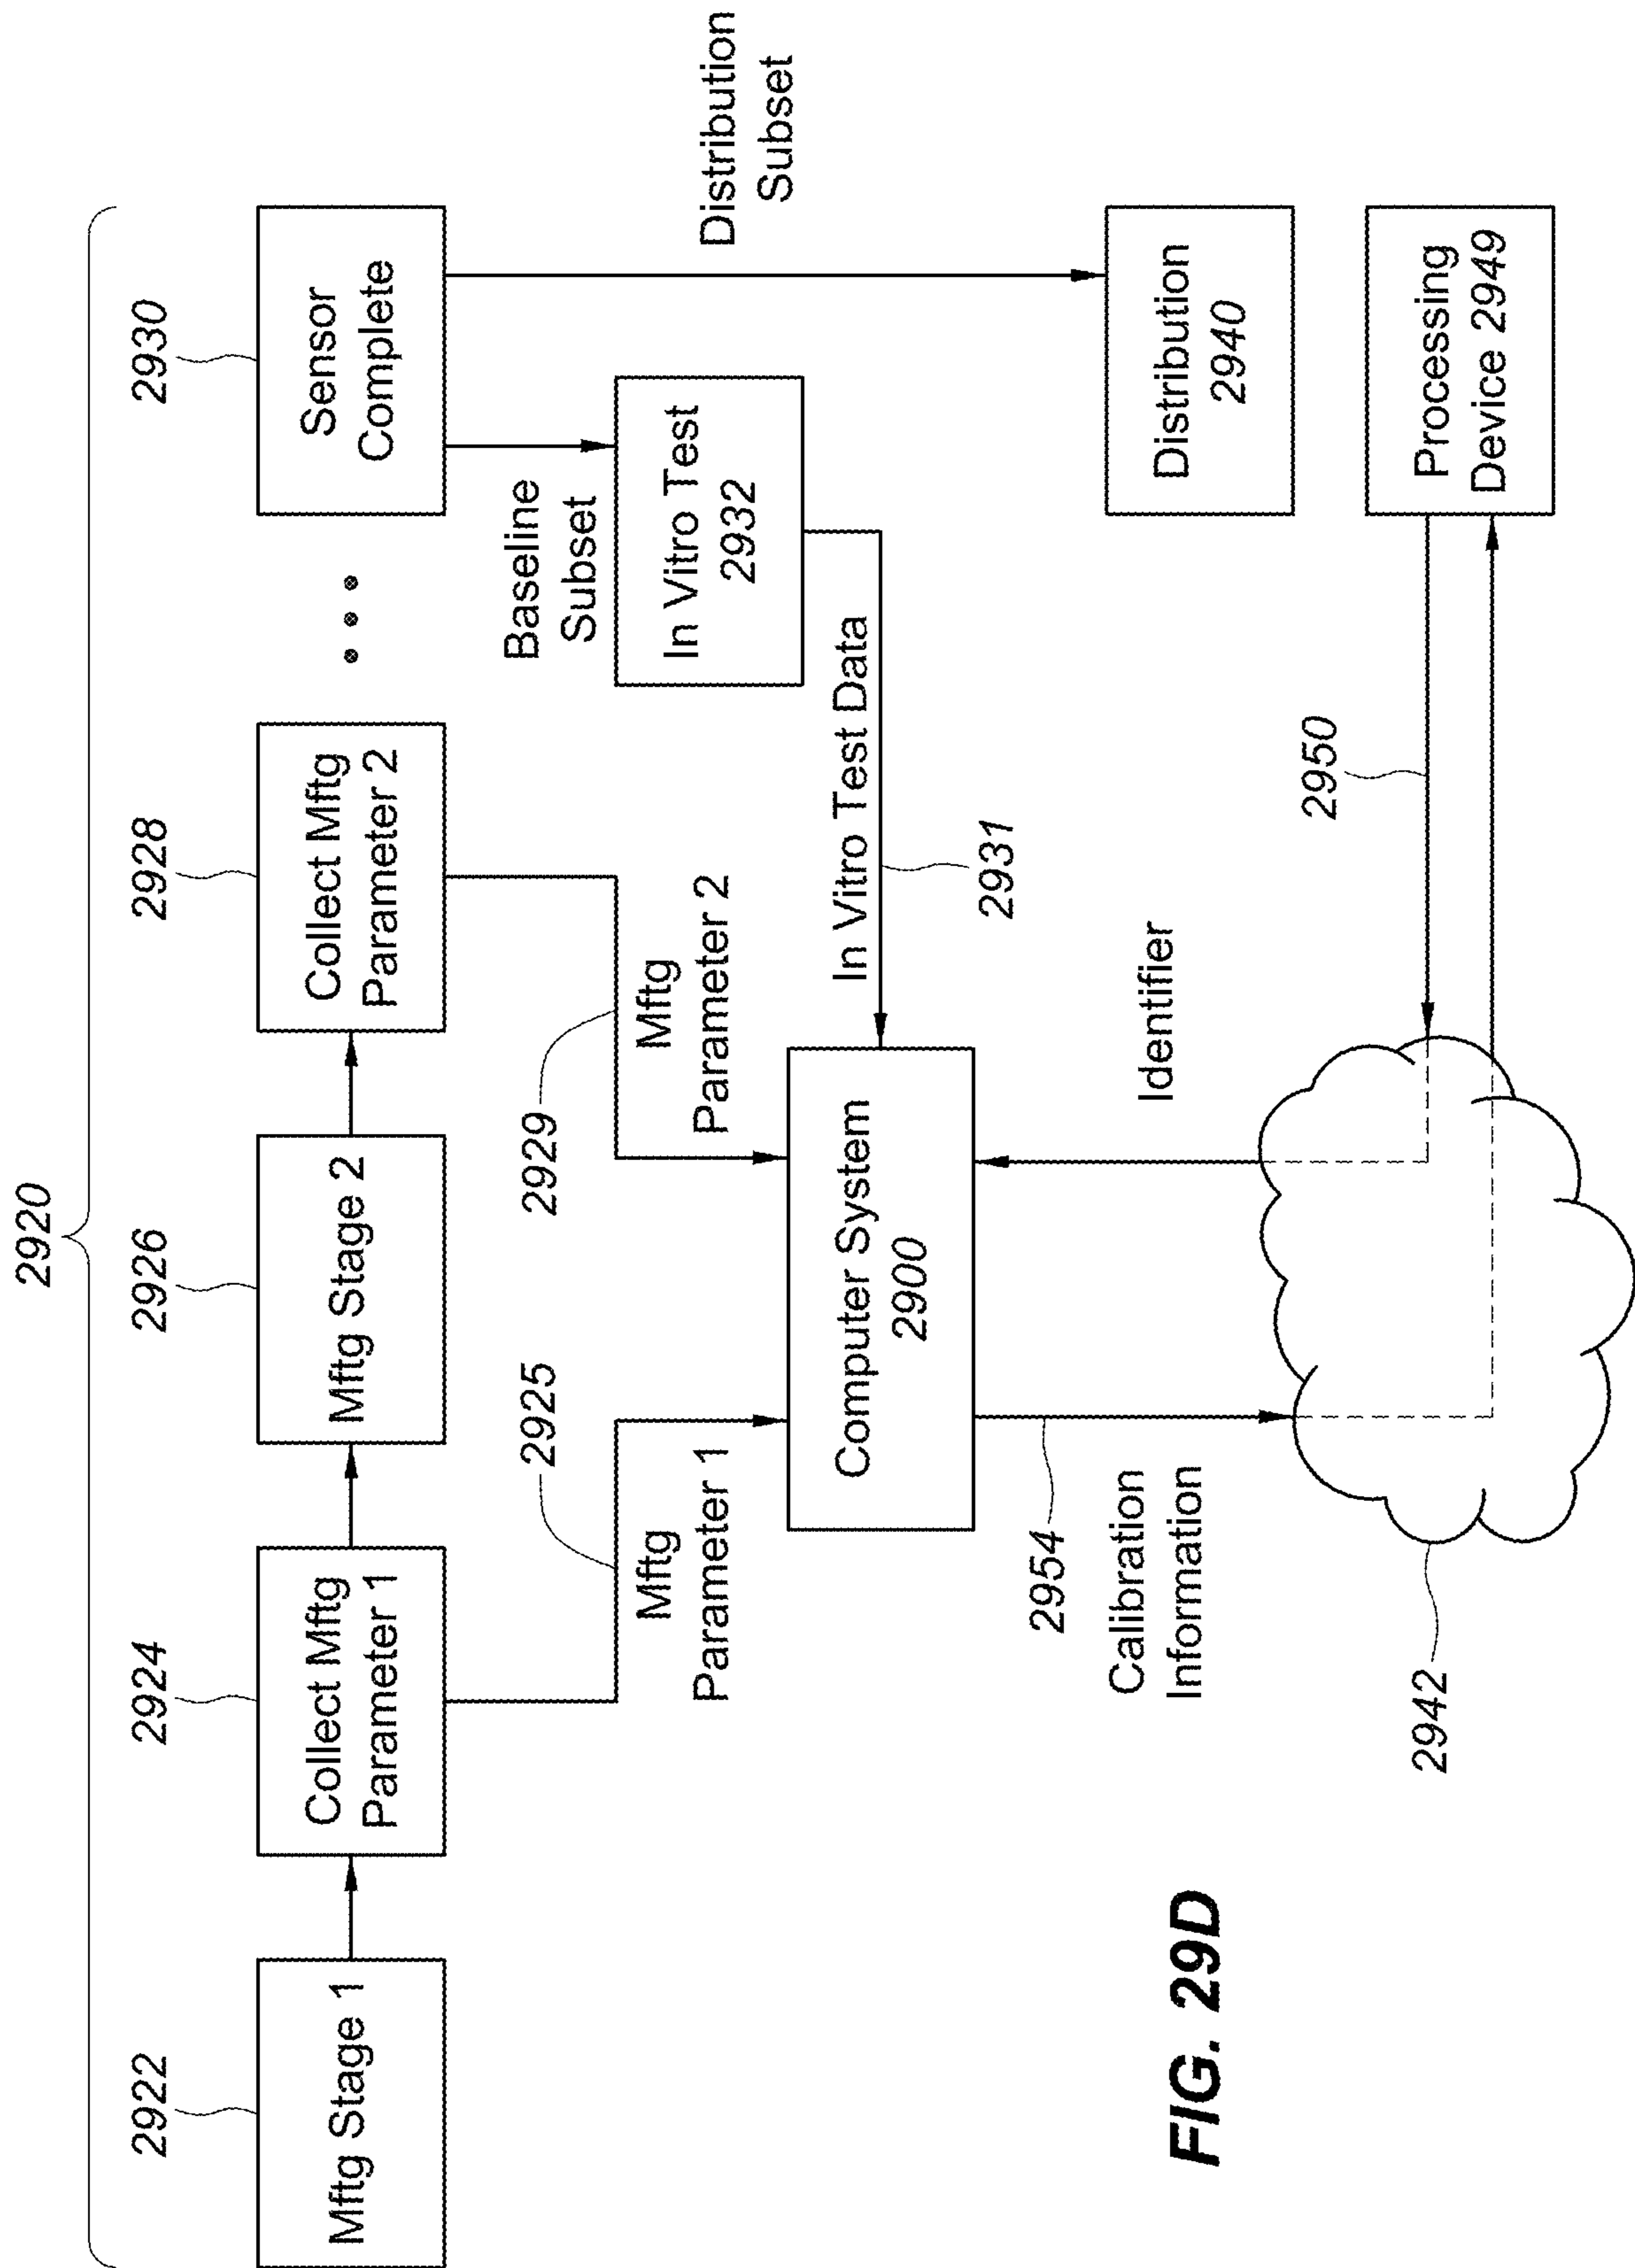 2920
2922
2924
2926
2928
2930
Mftg Stage 1
Collect Mftg
Parameter 1
Mftg Stage 2
Collect Mftg
Parameter 2
Sensor
Complete
2925
2929
Baseline
Subset
Mftg
Parameter 1
Mftg
Parameter 2
In Vitro Test
2932
Distribution
Subset
In Vitro Test Data
2931
Computer System
2900
2954
Calibration
Information
Identifier
Distribution
2940
2950
2942
Processing
Device 2949
FIG. 29D